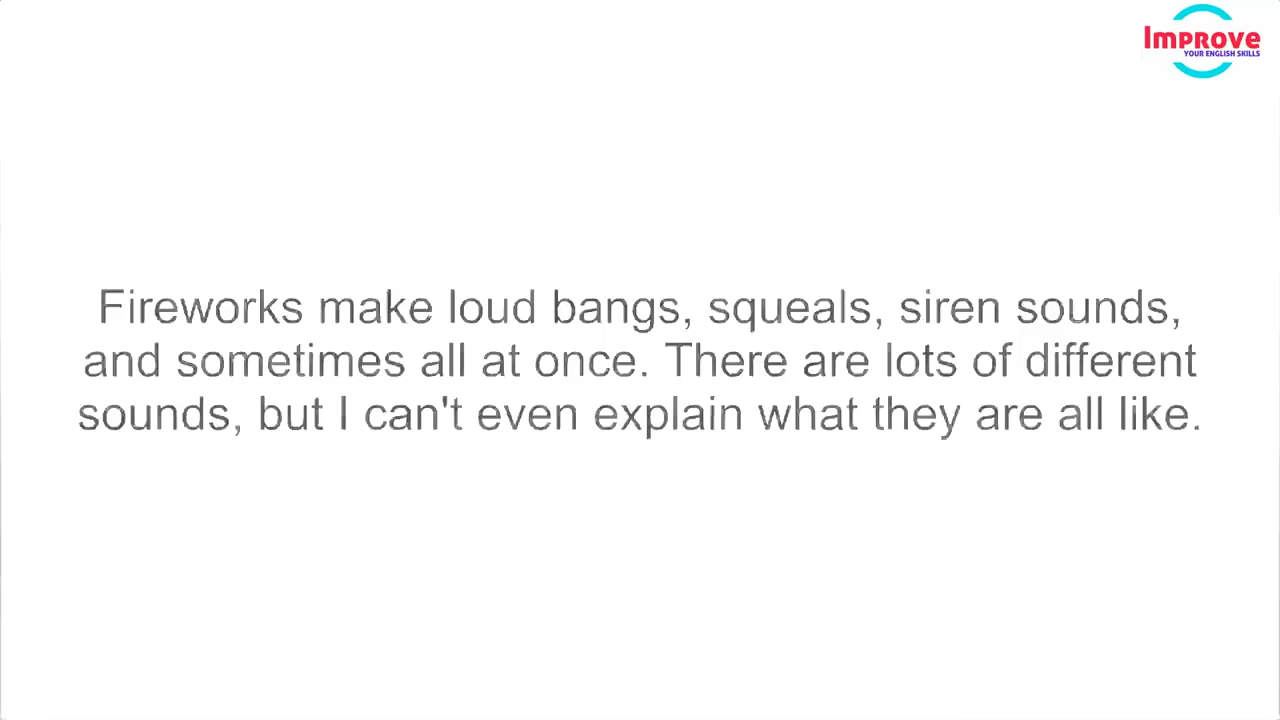 Improve
YOUR ENGLISH SKILLS
Fireworks make loud bangs, squeals, siren sounds,
and sometimes all at once. There are lots of different
sounds, but I can't even explain what they are all like.